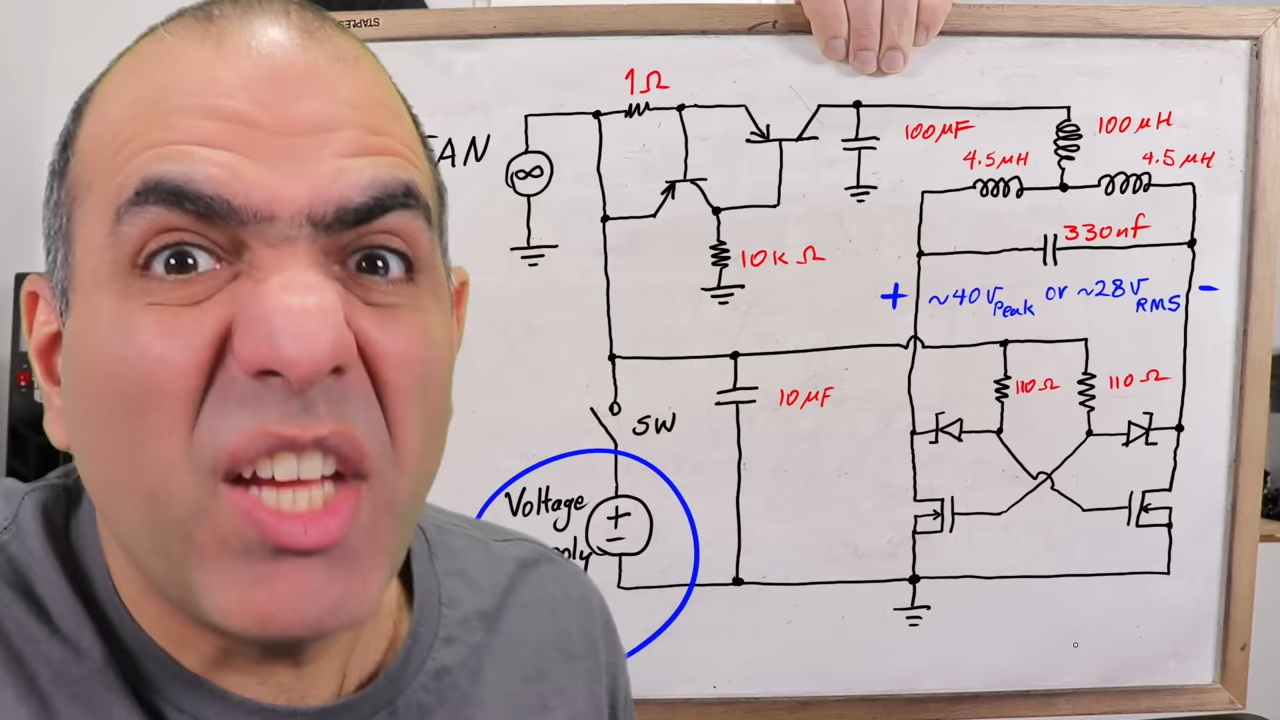 STAPLES
1Ω
FAN
100μF
100μH
4.5μH
4.5μH
330nf
10kΩ
+ ~40V Peak or ~28V RMS -
110Ω
110Ω
10μF
SW
Voltage
+
-